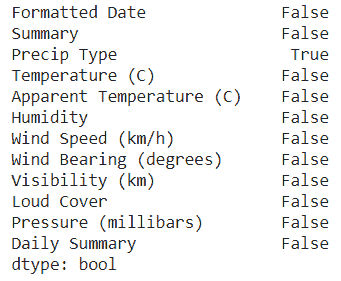 Formatted Date False
Summary False
Precip Type True
Temperature (C) False
Apparent Temperature (C) False
Humidity False
Wind Speed (km/h) False
Wind Bearing (degrees) False
Visibility (km) False
Loud Cover False
Pressure (millibars) False
Daily Summary False
dtype: bool